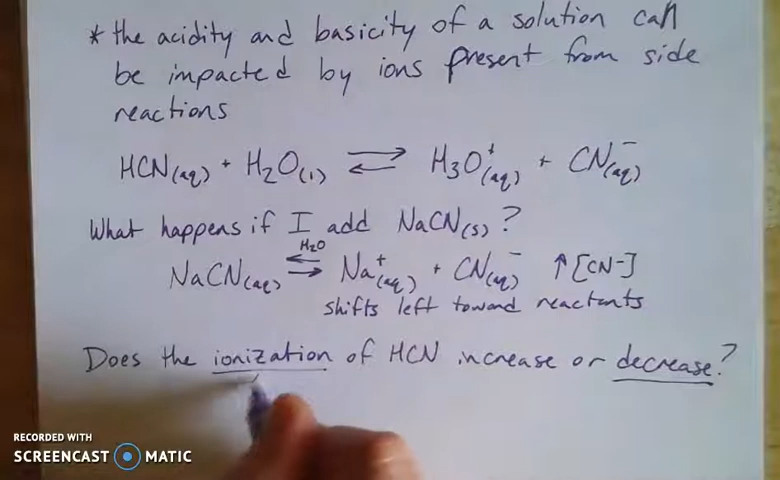 * the acidity and basicity of a solution can
be impacted by ions present from side
reactions
HCN(aq) + H₂O(l) ⇌ H₃O⁺(aq) + CN⁻(aq)
What happens if I add NaCN(s)?
H₂O
NaCN(aq) ⇌ Na⁺(aq) + CN⁻(aq) ↑[CN-]
shifts left toward reactants
Does the ionization of HCN increase or decrease?
RECORDED WITH
SCREENCAST MATIC